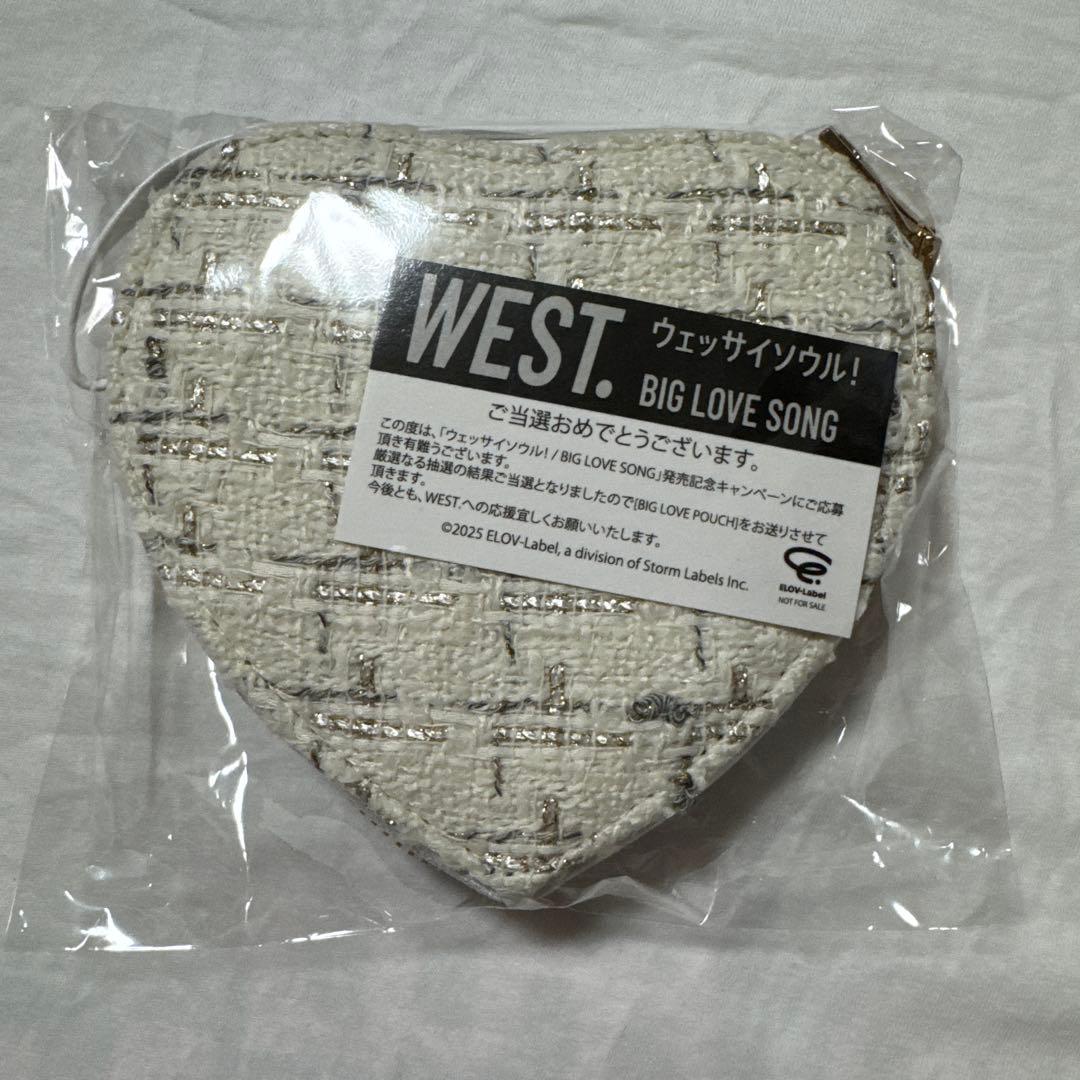 WEST.
ウェッサイソウル!
BIG LOVE SONG
ご当選おめでとうございます。
この度は、「ウェッサイソウル! / BIG LOVE SONG」発売記念キャンペーンにご応募
頂き有難うございます。
厳選なる抽選の結果ご当選となりましたので[BIG LOVE POUCH]をお送りさせて
頂きます。
今後とも、WEST.への応援宜しくお願いいたします。
©2025 ELOV-Label, a division of Storm Labels Inc.
ELOV-Label
NOT FOR SALE